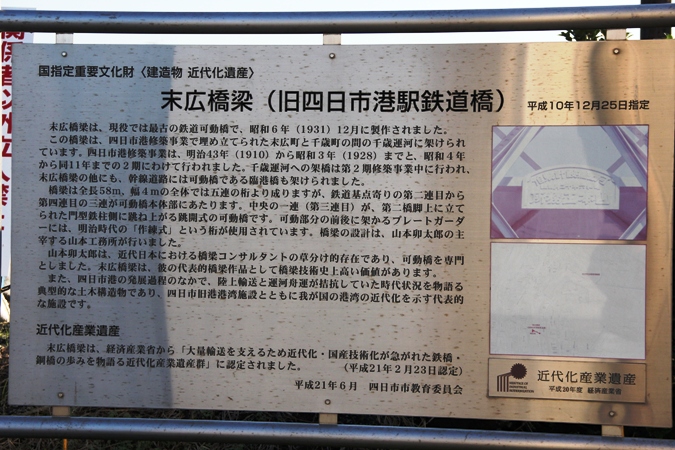 国指定重要文化財〈建造物 近代化遺産〉
末広橋梁（旧四日市港駅鉄道橋）
平成10年12月25日指定
末広橋梁は、現役では最古の鉄道可動橋で、昭和６年（1931）12月に製作されました。
この橋梁は、四日市港修築事業で埋め立てられた末広町と千歳町の間の千歳運河に架けられ
ています。四日市港修築事業は、明治43年（1910）から昭和３年（1928）までと、昭和４年
から同11年までの２期にわけて行われました。千歳運河への架橋は第２期修築事業中に行われ、
末広橋梁の他にも、幹線道路には可動橋である臨港橋も架けられました。
橋梁は全長58ｍ、幅４ｍの全体では五連の桁より成りますが、鉄道基点寄りの第二連目から
第四連目の三連が可動橋本体部にあたります。中央の一連（第三連目）が、第二橋脚上に立て
られた門型鉄柱側に跳ね上がる跳開式の可動橋です。可動部分の前後に架かるプレートガーダ
ーには、明治時代の「作錬式」という桁が使用されています。橋梁の設計は、山本卯太郎の主
宰する山本工務所が行いました。
山本卯太郎は、近代日本における橋梁コンサルタントの草分け的存在であり、可動橋を専門
としました。末広橋梁は、彼の代表的橋梁作品として橋梁技術史上高い価値があります。
また、四日市港の発展過程のなかで、陸上輸送と運河舟運が拮抗していた時代状況を物語る
典型的な土木構造物であり、四日市旧港港湾施設とともに我が国の港湾の近代化を示す代表的
な施設です。
近代化産業遺産
末広橋梁は、経済産業省から「大量輸送を支えるため近代化・国産技術化が急がれた鉄橋・
鋼橋の歩みを物語る近代化産業遺産群」に認定されました。　（平成21年２月23日認定）
平成21年６月　四日市市教育委員会
近代化産業遺産
平成20年度 経済産業省